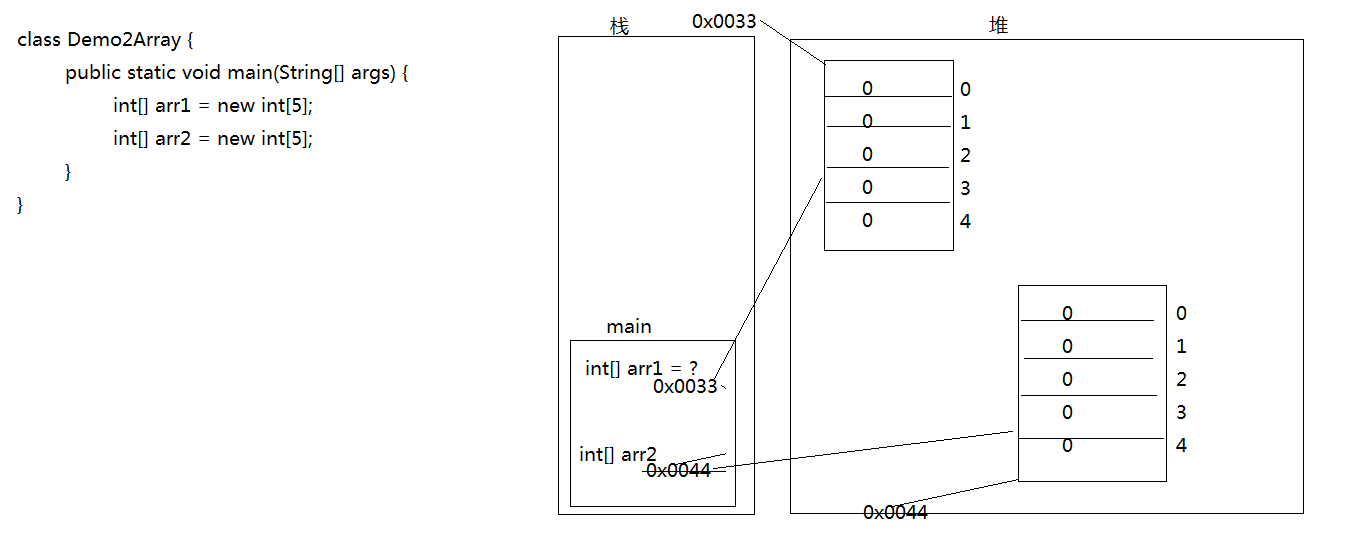 class Demo2Array {
public static void main(String[] args) {
int[] arr1 = new int[5];
int[] arr2 = new int[5];
}
}
栈
0x0033
堆
0 0
0 1
0 2
0 3
0 4
main
int[] arr1 = ?
0x0033
int[] arr2
0x0044
0 0
0 1
0 2
0 3
0 4
0x0044